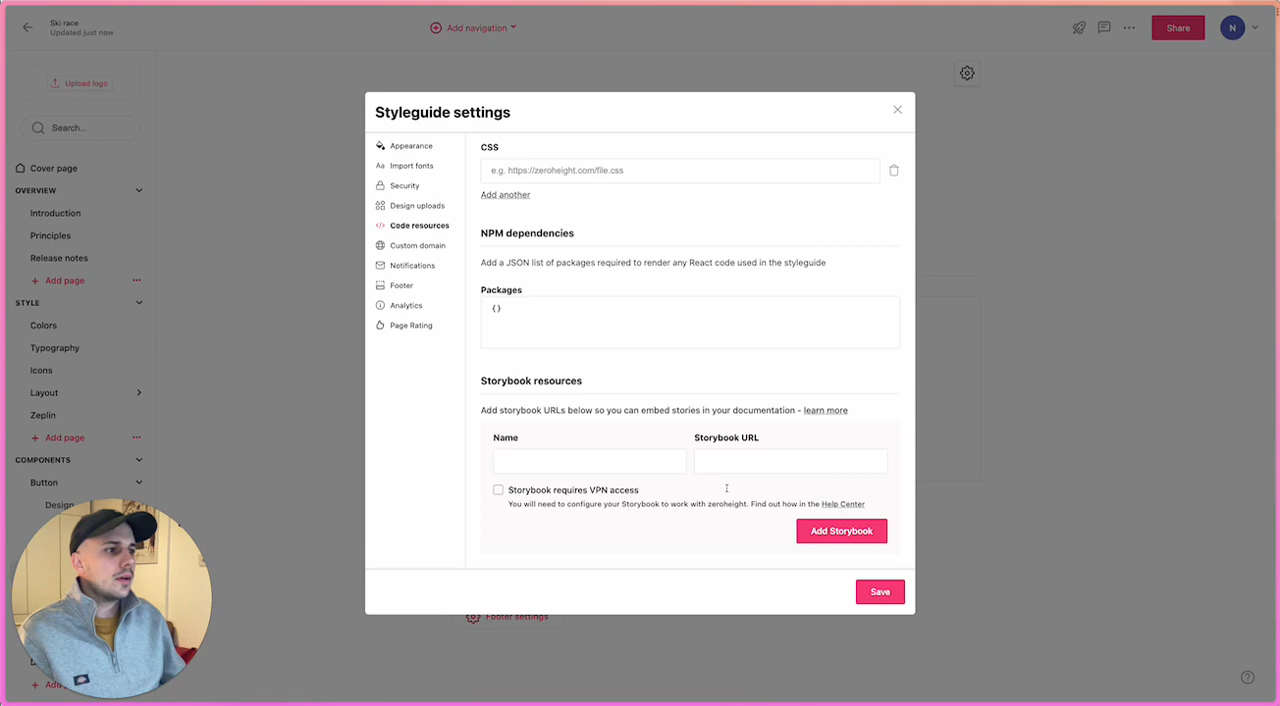 Ski race
Updated just now
Add navigation
Share
N
Upload logo
Search...
Cover page
OVERVIEW
Introduction
Principles
Release notes
Add page
STYLE
Colors
Typography
Icons
Layout
Zeplin
Add page
COMPONENTS
Button
Design
Styleguide settings
Appearance
Aa Import fonts
Security
Design uploads
Code resources
Custom domain
Notifications
Footer
Analytics
Page Rating
CSS
e.g. https://zeroheight.com/file.css
Add another
NPM dependencies
Add a JSON list of packages required to render any React code used in the styleguide
Packages
{}
Storybook resources
Add storybook URLs below so you can embed stories in your documentation - learn more
Name
Storybook URL
Storybook requires VPN access
You will need to configure your Storybook to work with zeroheight. Find out how in the Help Center
Add Storybook
Save
Footer settings